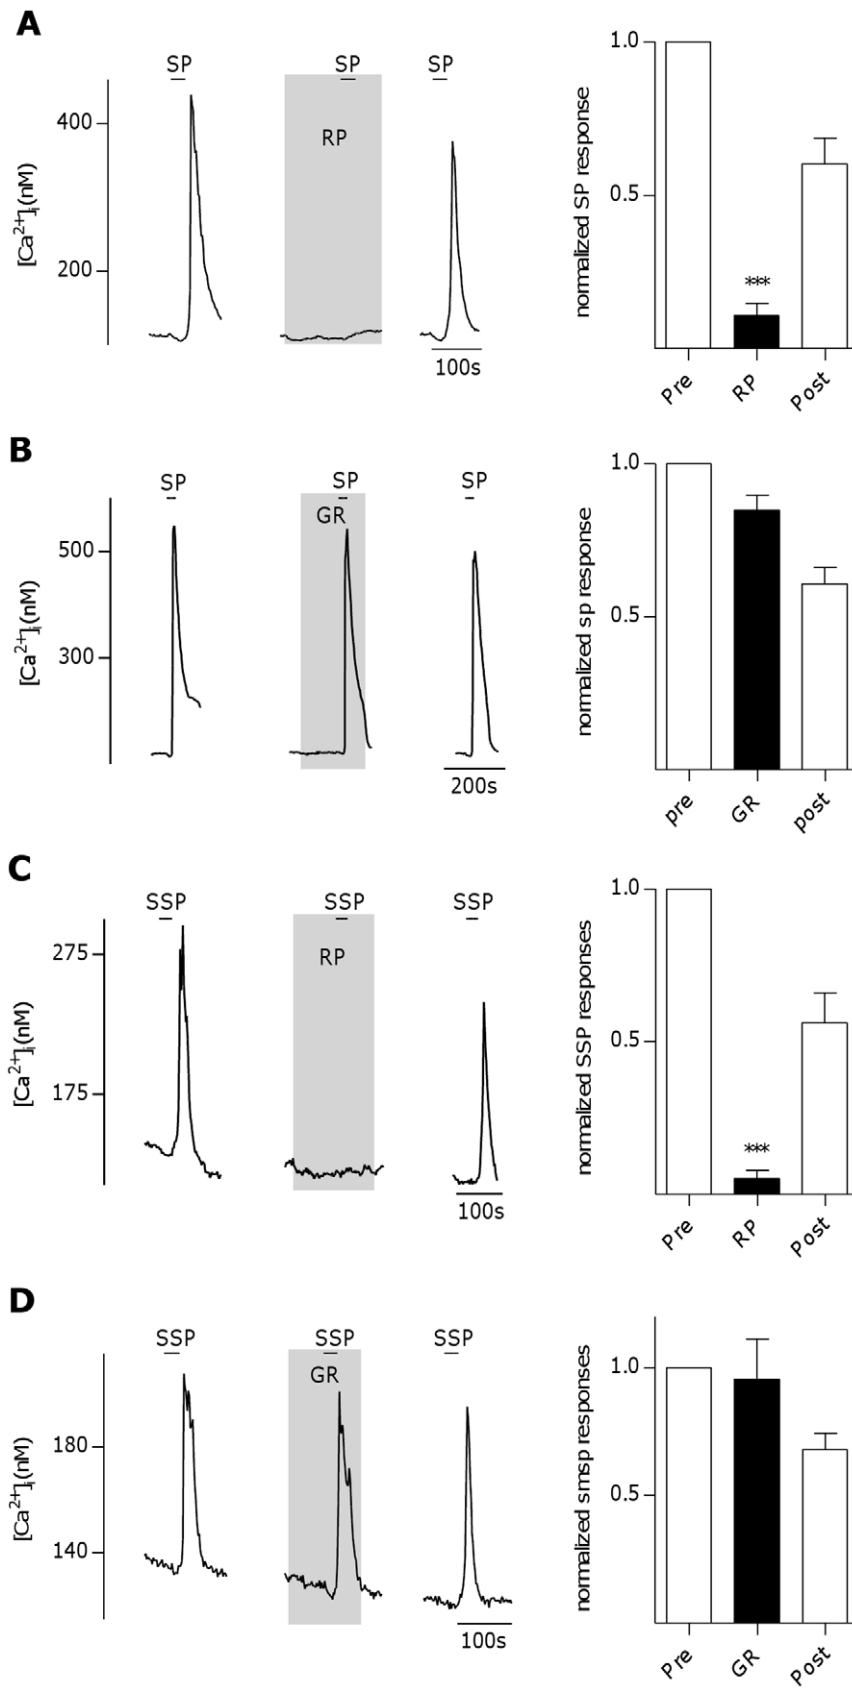 A
SP SP SP
RP
400
200
[Ca2+]i(nM)
100s
normalized SP response
1.0
0.5
***
Pre RP Post
B
SP SP SP
GR
500
300
[Ca2+]i(nM)
200s
normalized sp response
1.0
0.5
pre GR post
C
SSP SSP SSP
RP
275
175
[Ca2+]i(nM)
100s
normalized SSP responses
1.0
0.5
***
Pre RP Post
D
SSP SSP SSP
GR
180
140
[Ca2+]i(nM)
100s
normalized smsp responses
1.0
0.5
Pre GR Post